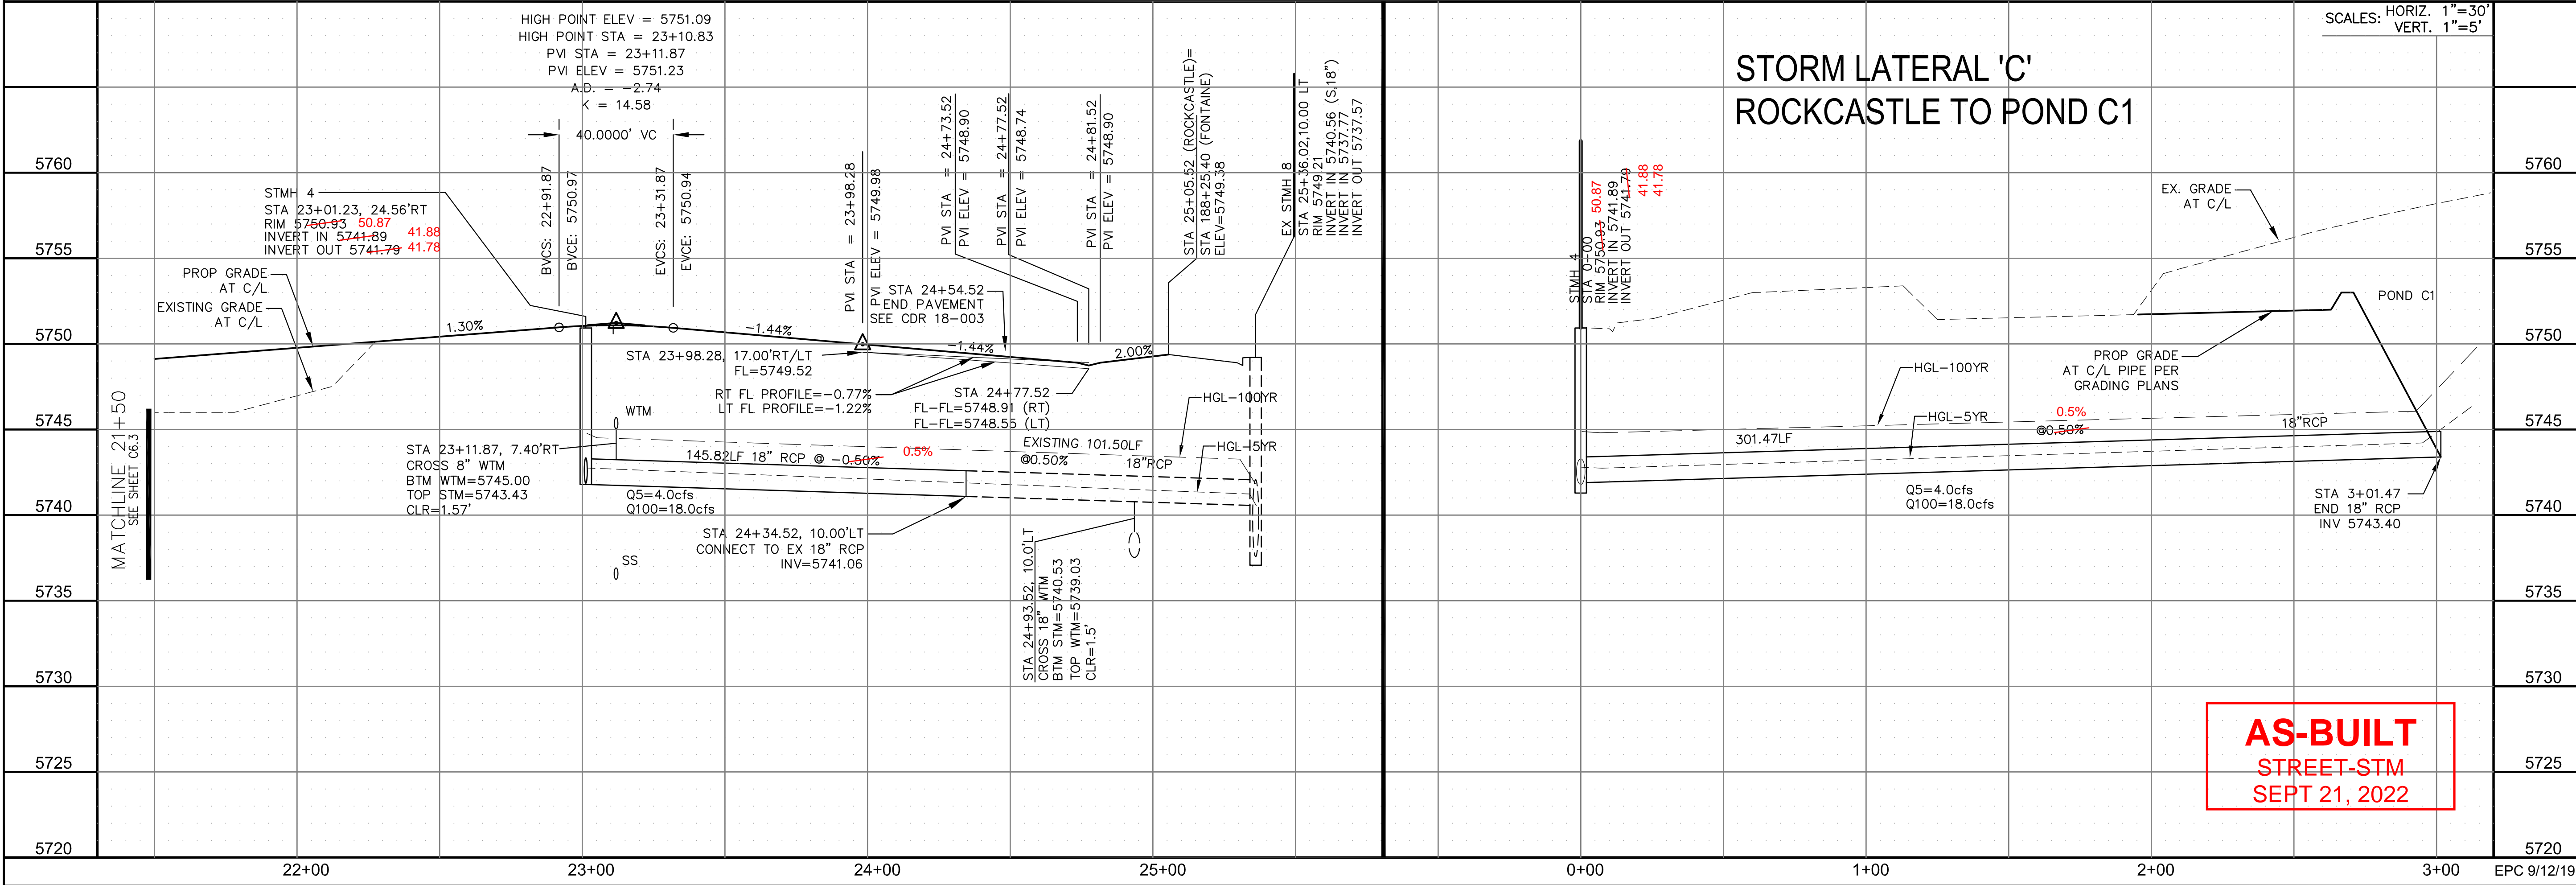 HIGH POINT ELEV = 5751.09
HIGH POINT STA = 23+10.83
PVI STA = 23+11.87
PVI ELEV = 5751.23
A.D. = -2.74
K = 14.58
40.0000' VC
BVCS: 22+91.87
BVCE: 5750.97
EVCS: 23+31.87
EVCE: 5750.94
STMH 4
STA 23+01.23, 24.56'RT
RIM 5750.93 50.87
INVERT IN 5741.89 41.88
INVERT OUT 5741.79 41.78
PROP GRADE
AT C/L
EXISTING GRADE
AT C/L
1.30%
-1.44%
PVI STA = 23+98.28
PVI ELEV = 5749.98
PVI STA = 24+73.52
PVI ELEV = 5748.90
PVI STA = 24+77.52
PVI ELEV = 5748.74
PVI STA = 24+81.52
PVI ELEV = 5748.90
STA 25+05.52 (ROCKCASTLE)=
STA 188+25.40 (FONTAINE)
ELEV=5749.38
EX STMH 8
STA 25+36.02,10.00 LT
RIM 5749.21
INVERT IN 5740.56 (S,18")
INVERT IN 5737.77
INVERT OUT 5737.57
STA 24+54.52
END PAVEMENT
SEE CDR 18-003
-1.44%
2.00%
STA 23+98.28, 17.00'RT/LT
FL=5749.52
RT FL PROFILE=-0.77%
LT FL PROFILE=-1.22%
STA 24+77.52
FL-FL=5748.91 (RT)
FL-FL=5748.55 (LT)
HGL-100YR
HGL-5YR
WTM
SS
STA 23+11.87, 7.40'RT
CROSS 8" WTM
BTM WTM=5745.00
TOP STM=5743.43
CLR=1.57'
145.82LF 18" RCP @ -0.50% 0.5%
EXISTING 101.50LF
@0.50%
18"RCP
Q5=4.0cfs
Q100=18.0cfs
STA 24+34.52, 10.00'LT
CONNECT TO EX 18" RCP
INV=5741.06
STA 24+93.52, 10.0'LT
CROSS 18" WTM
BTM STM=5740.53
TOP WTM=5739.03
CLR=1.5'
MATCHLINE 21+50
SEE SHEET C6.3
5760
5755
5750
5745
5740
5735
5730
5725
5720
22+00
23+00
24+00
25+00
SCALES: HORIZ. 1"=30'
VERT. 1"=5'
STORM LATERAL 'C'
ROCKCASTLE TO POND C1
STMH 4
STA 0-00
RIM 5750.93 50.87
INVERT IN 5741.89
INVERT OUT 5741.79
41.88
41.78
EX. GRADE
AT C/L
POND C1
PROP GRADE
AT C/L PIPE PER
GRADING PLANS
HGL-100YR
HGL-5YR
301.47LF
0.5%
@0.50%
18"RCP
Q5=4.0cfs
Q100=18.0cfs
STA 3+01.47
END 18" RCP
INV 5743.40
AS-BUILT
STREET-STM
SEPT 21, 2022
5760
5755
5750
5745
5740
5735
5730
5725
5720
0+00
1+00
2+00
3+00
EPC 9/12/19